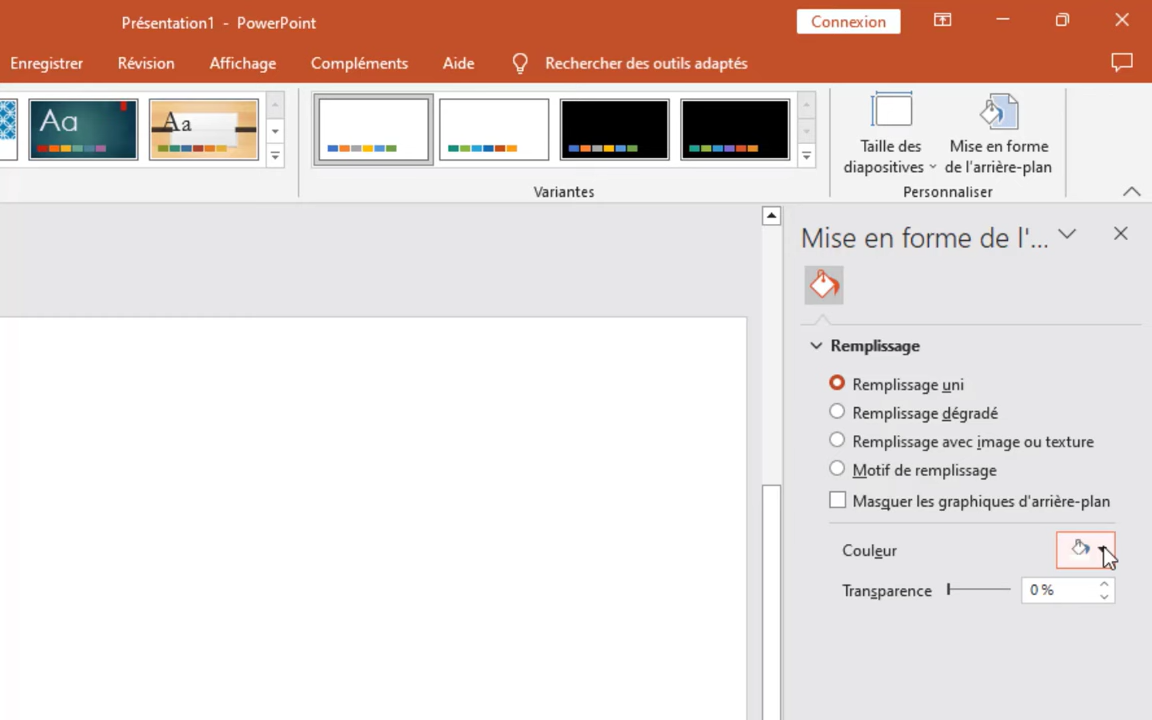 Présentation1 - PowerPoint
Connexion
Enregistrer Révision Affichage Compléments Aide Rechercher des outils adaptés
Aa Aa
Taille des diapositives
Mise en forme de l'arrière-plan
Variantes
Personnaliser
Mise en forme de l'...
Remplissage
Remplissage uni
Remplissage dégradé
Remplissage avec image ou texture
Motif de remplissage
Masquer les graphiques d'arrière-plan
Couleur
Transparence 0 %